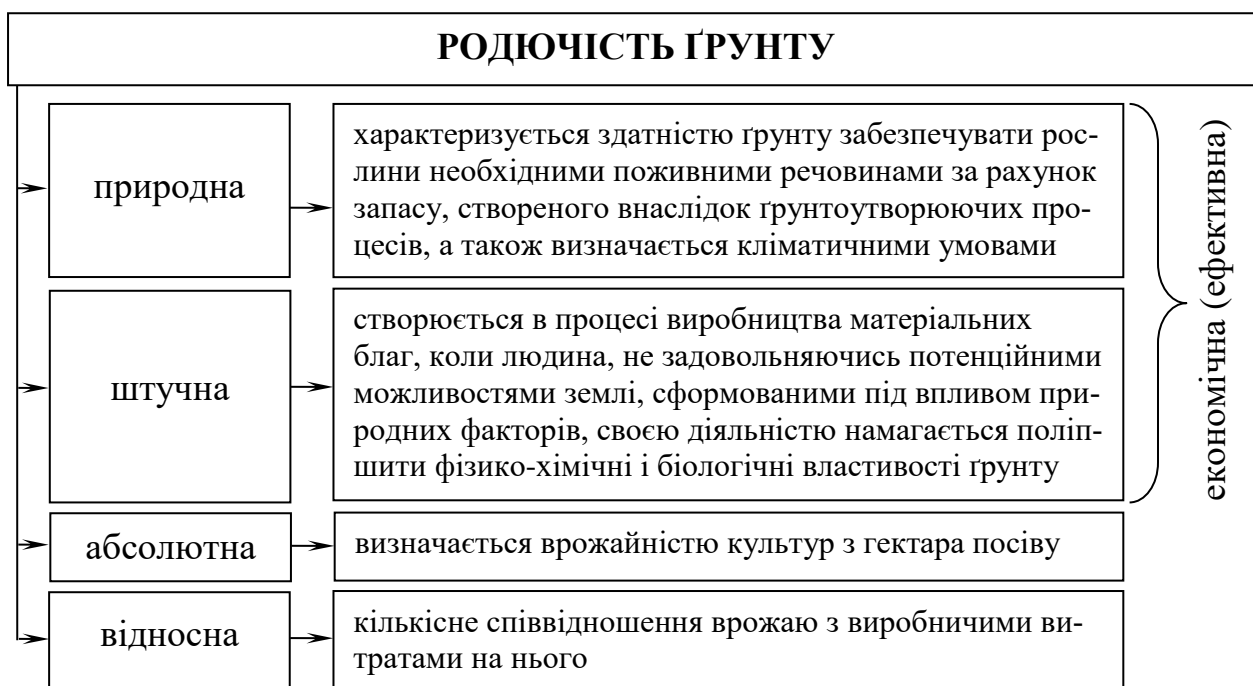 РОДЮЧІСТЬ ҐРУНТУ
природна
характеризується здатністю ґрунту забезпечувати рос-
лини необхідними поживними речовинами за рахунок
запасу, створеного внаслідок ґрунтоутворюючих про-
цесів, а також визначається кліматичними умовами
штучна
створюється в процесі виробництва матеріальних
благ, коли людина, не задовольняючись потенційними
можливостями землі, сформованими під впливом при-
родних факторів, своєю діяльністю намагається поліп-
шити фізико-хімічні і біологічні властивості ґрунту
економічна (ефективна)
абсолютна
визначається врожайністю культур з гектара посіву
відносна
кількісне співвідношення врожаю з виробничими ви-
тратами на нього